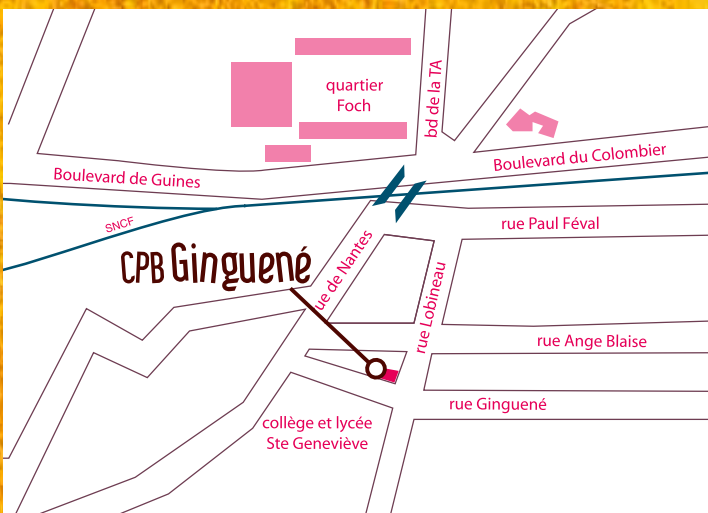 quartier
Foch
bd de la TA
Boulevard de Guines
Boulevard du Colombier
SNCF
rue Paul Féval
CPB Ginguené
ue de Nantes
rue Lobineau
rue Ange Blaise
rue Ginguené
collège et lycée
Ste Geneviève